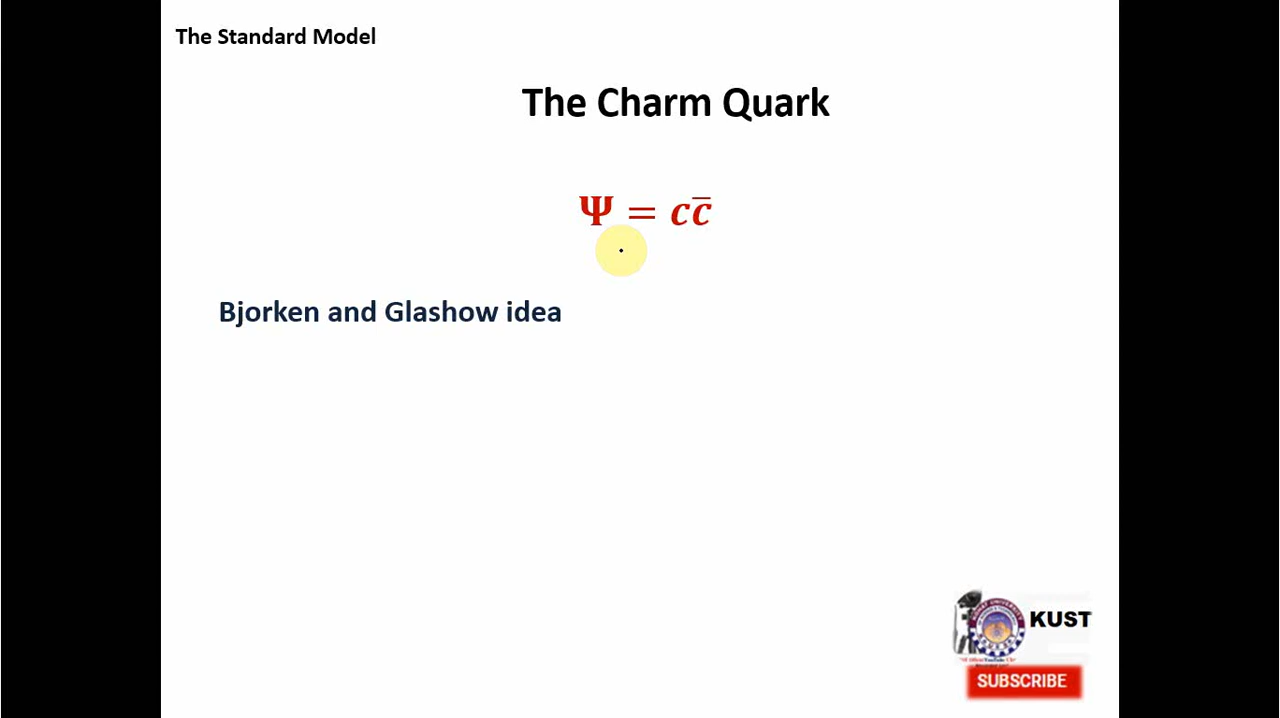 The Standard Model
The Charm Quark
Ψ = cc̄
Bjorken and Glashow idea
KUST
SUBSCRIBE